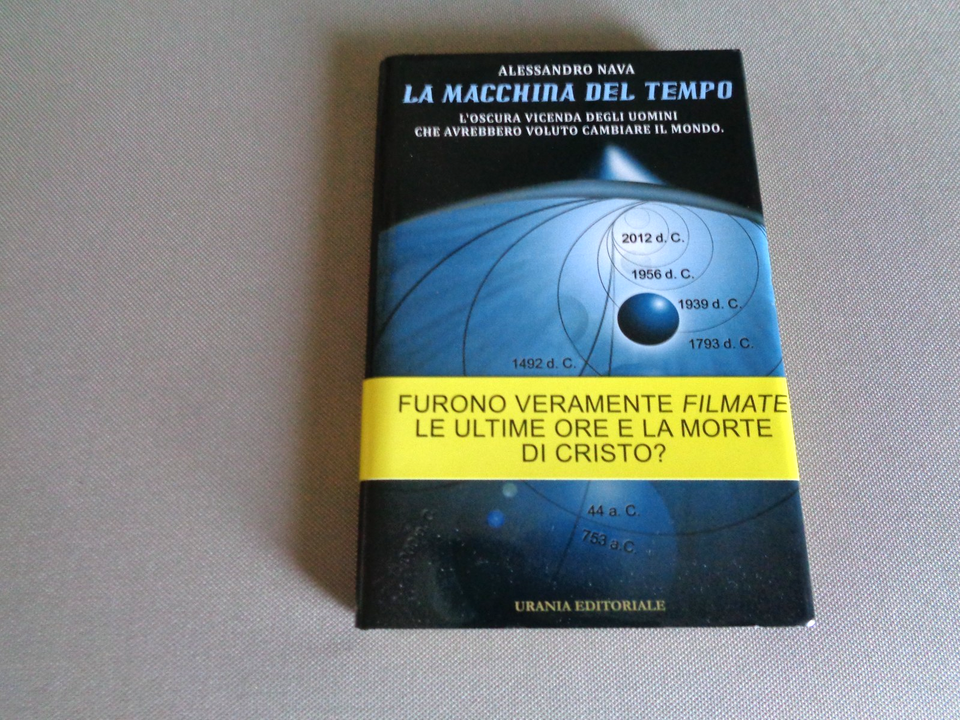 ALESSANDRO NAVA
LA MACCHINA DEL TEMPO
L'OSCURA VICENDA DEGLI UOMINI
CHE AVREBBERO VOLUTO CAMBIARE IL MONDO.
2012 d. C.
1956 d. C.
1939 d. C.
1793 d. C.
1492 d. C.
FURONO VERAMENTE FILMATE
LE ULTIME ORE E LA MORTE
DI CRISTO?
44 a. C.
753 a.C
URANIA EDITORIALE